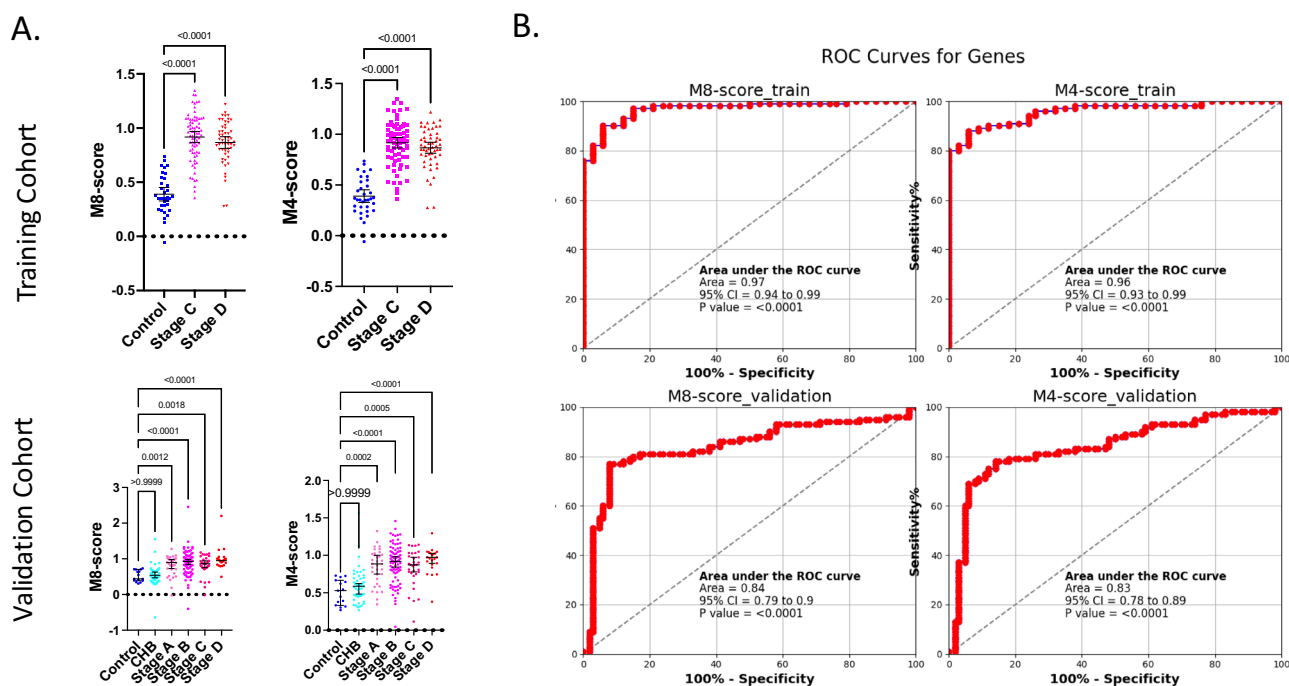 A.
B.
Training Cohort
<0.0001
<0.0001
1.5
1.0
0.5
0.0
-0.5
M8-score
Control
Stage C
Stage D
<0.0001
<0.0001
1.5
1.0
0.5
0.0
-0.5
M4-score
Control
Stage C
Stage D
Validation Cohort
<0.0001
0.0018
<0.0001
0.0012
>0.9999
3
2
1
0
-1
M8-score
Control
CHB
Stage A
Stage B
Stage C
Stage D
<0.0001
0.0005
<0.0001
0.0002
>0.9999
2.0
1.5
1.0
0.5
0.0
M4-score
Control
CHB
Stage A
Stage B
Stage C
Stage D
ROC Curves for Genes
M8-score_train
100
80
60
40
20
0
Area under the ROC curve
Area = 0.97
95% CI = 0.94 to 0.99
P value = <0.0001
0 20 40 60 80 100
100% - Specificity
M4-score_train
Sensitivity%
100
80
60
40
20
0
Area under the ROC curve
Area = 0.96
95% CI = 0.93 to 0.99
P value = <0.0001
0 20 40 60 80 100
100% - Specificity
M8-score_validation
100
80
60
40
20
0
Area under the ROC curve
Area = 0.84
95% CI = 0.79 to 0.9
P value = <0.0001
0 20 40 60 80 100
100% - Specificity
M4-score_validation
Sensitivity%
100
80
60
40
20
0
Area under the ROC curve
Area = 0.83
95% CI = 0.78 to 0.89
P value = <0.0001
0 20 40 60 80 100
100% - Specificity